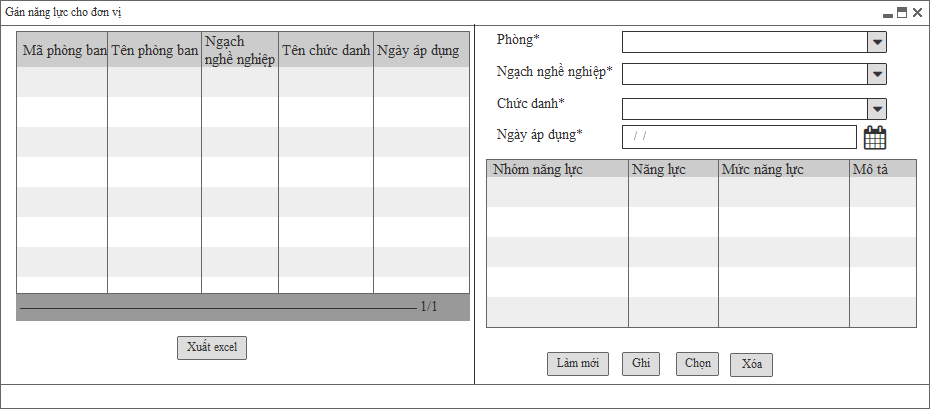 Gán năng lực cho đơn vị
Mã phòng ban Tên phòng ban Ngạch nghề nghiệp Tên chức danh Ngày áp dụng
1/1
Xuất excel
Phòng*
Ngạch nghề nghiệp*
Chức danh*
Ngày áp dụng* / /
Nhóm năng lực Năng lực Mức năng lực Mô tả
Làm mới Ghi Chọn Xóa